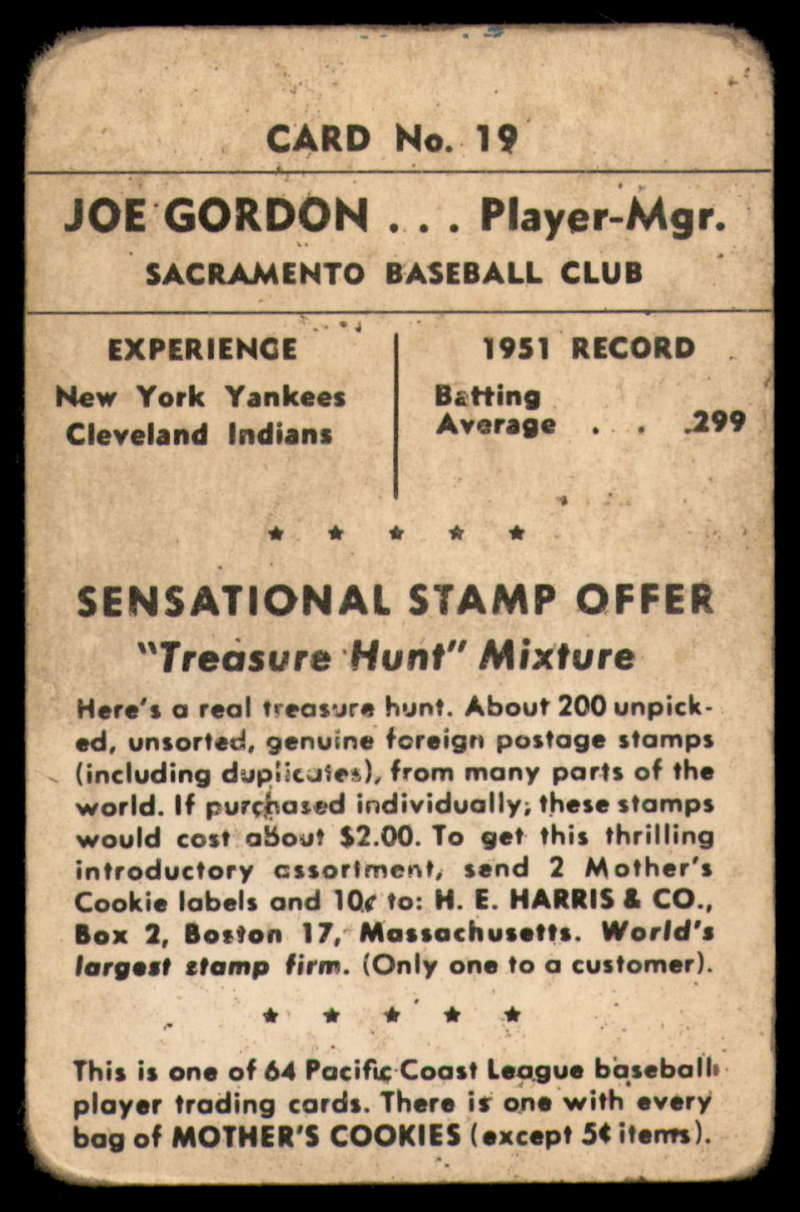 CARD No. 19
JOE GORDON . . . Player-Mgr.
SACRAMENTO BASEBALL CLUB
EXPERIENCE
New York Yankees
Cleveland Indians
1951 RECORD
Batting
Average . . .299
★ ★ ★ ★ ★
SENSATIONAL STAMP OFFER
"Treasure Hunt" Mixture
Here's a real treasure hunt. About 200 unpick-
ed, unsorted, genuine foreign postage stamps
(including duplicates), from many parts of the
world. If purchased individually, these stamps
would cost about $2.00. To get this thrilling
introductory assortment, send 2 Mother's
Cookie labels and 10¢ to: H. E. HARRIS & CO.,
Box 2, Boston 17, Massachusetts. World's
largest stamp firm. (Only one to a customer).
★ ★ ★ ★ ★
This is one of 64 Pacific Coast League baseball
player trading cards. There is one with every
bag of MOTHER'S COOKIES (except 5¢ items).